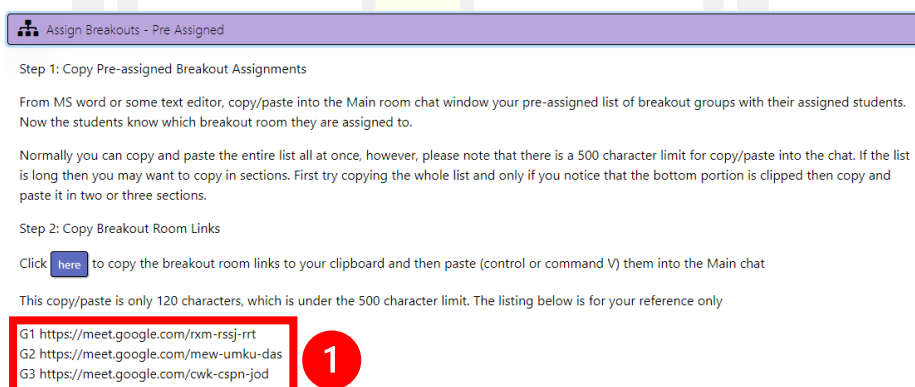 Assign Breakouts - Pre Assigned
Step 1: Copy Pre-assigned Breakout Assignments
From MS word or some text editor, copy/paste into the Main room chat window your pre-assigned list of breakout groups with their assigned students.
Now the students know which breakout room they are assigned to.
Normally you can copy and paste the entire list all at once, however, please note that there is a 500 character limit for copy/paste into the chat. If the list
is long then you may want to copy in sections. First try copying the whole list and only if you notice that the bottom portion is clipped then copy and
paste it in two or three sections.
Step 2: Copy Breakout Room Links
Click here to copy the breakout room links to your clipboard and then paste (control or command V) them into the Main chat
This copy/paste is only 120 characters, which is under the 500 character limit. The listing below is for your reference only
G1 https://meet.google.com/rxm-rssj-rrt
G2 https://meet.google.com/mew-umku-das
G3 https://meet.google.com/cwk-cspn-jod
1